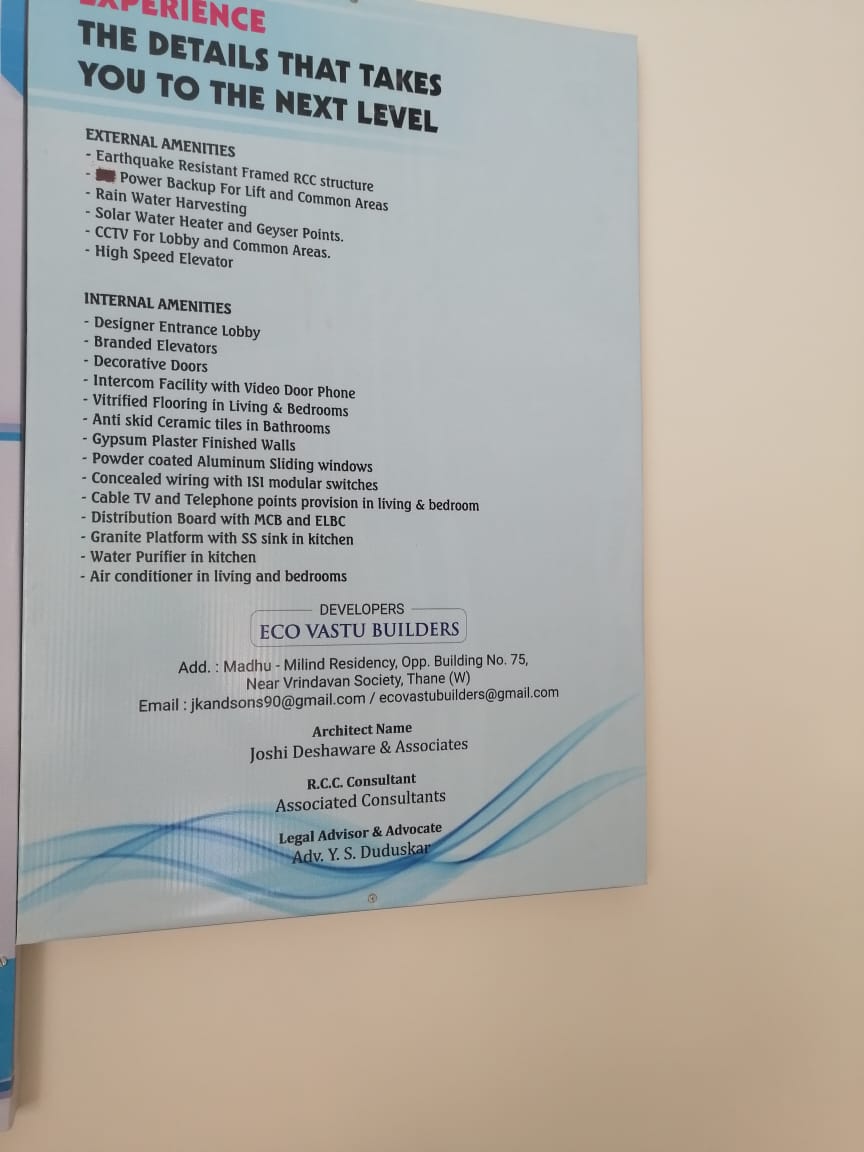 EXPERIENCE
THE DETAILS THAT TAKES
YOU TO THE NEXT LEVEL
EXTERNAL AMENITIES
- Earthquake Resistant Framed RCC structure
- Power Backup For Lift and Common Areas
- Rain Water Harvesting
- Solar Water Heater and Geyser Points.
- CCTV For Lobby and Common Areas.
- High Speed Elevator
INTERNAL AMENITIES
- Designer Entrance Lobby
- Branded Elevators
- Decorative Doors
- Intercom Facility with Video Door Phone
- Vitrified Flooring in Living & Bedrooms
- Anti skid Ceramic tiles in Bathrooms
- Gypsum Plaster Finished Walls
- Powder coated Aluminum Sliding windows
- Concealed wiring with ISI modular switches
- Cable TV and Telephone points provision in living & bedroom
- Distribution Board with MCB and ELBC
- Granite Platform with SS sink in kitchen
- Water Purifier in kitchen
- Air conditioner in living and bedrooms
DEVELOPERS
ECO VASTU BUILDERS
Add. : Madhu - Milind Residency, Opp. Building No. 75,
Near Vrindavan Society, Thane (W)
Email : jkandsons90@gmail.com / ecovastubuilders@gmail.com
Architect Name
Joshi Deshaware & Associates
R.C.C. Consultant
Associated Consultants
Legal Advisor & Advocate
Adv. Y. S. Duduskar